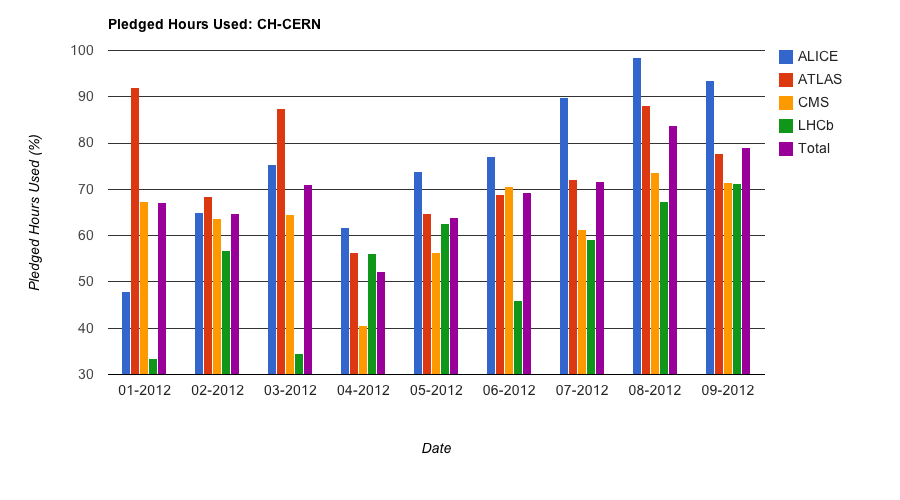 Pledged Hours Used: CH-CERN
Pledged Hours Used (%)
100
90
80
70
60
50
40
30
01-2012 02-2012 03-2012 04-2012 05-2012 06-2012 07-2012 08-2012 09-2012
Date
ALICE
ATLAS
CMS
LHCb
Total